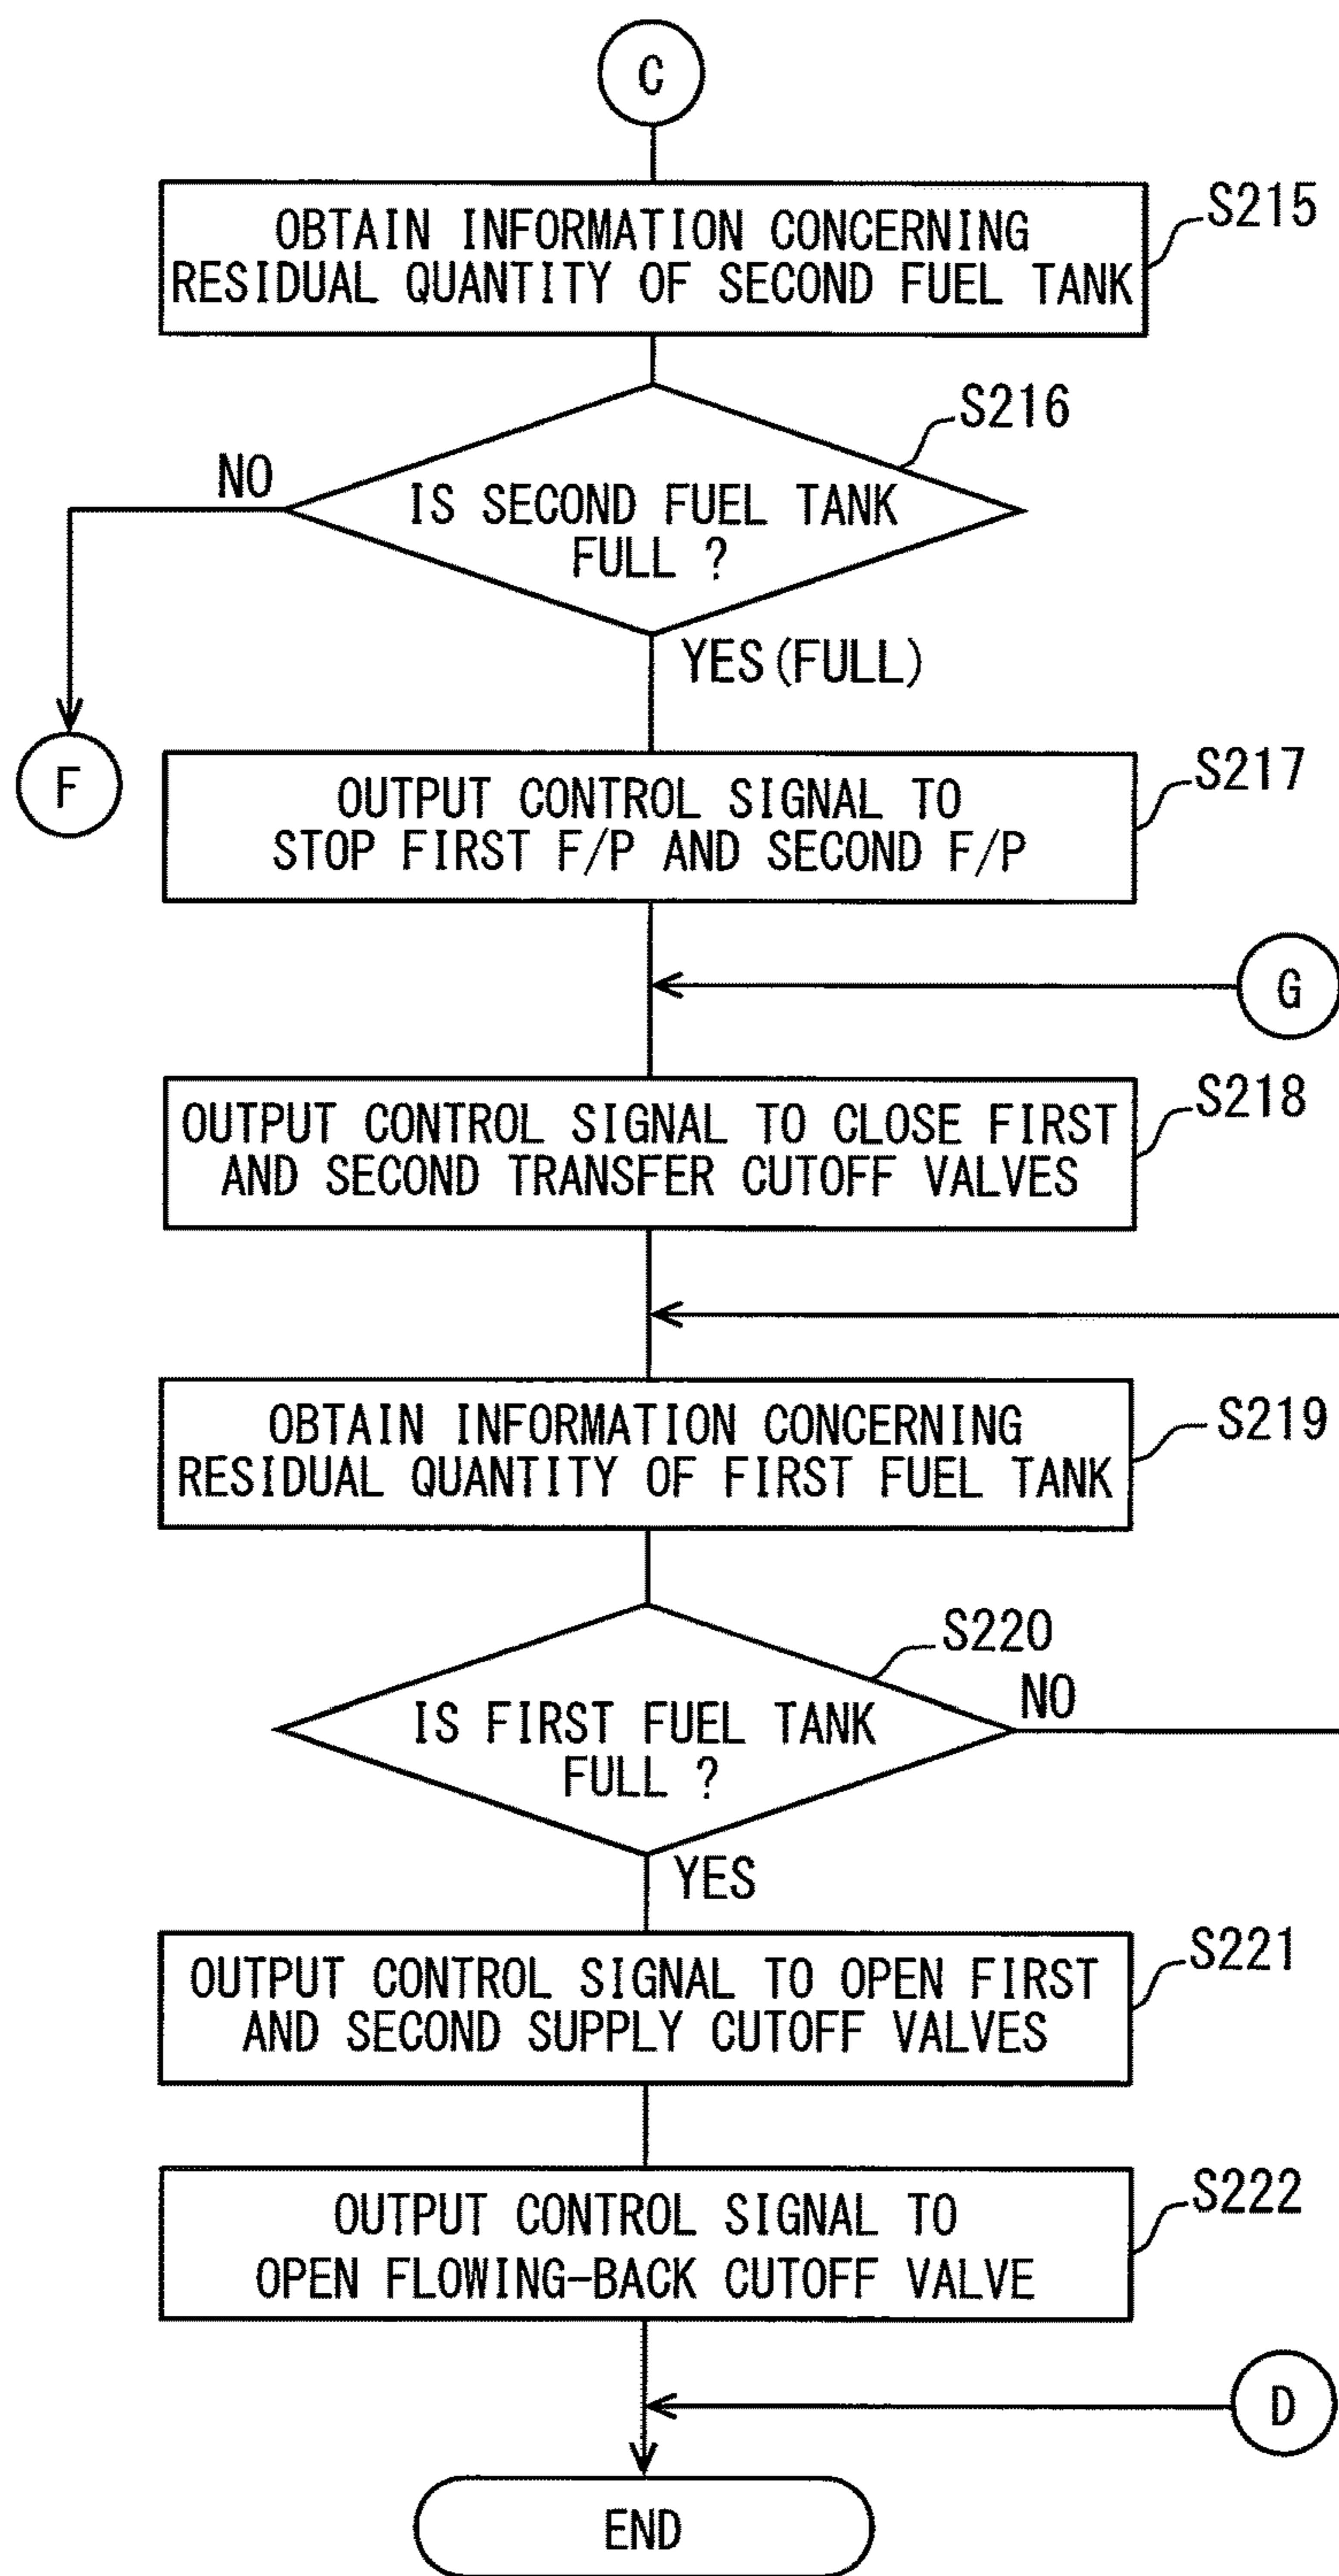 C
OBTAIN INFORMATION CONCERNING
RESIDUAL QUANTITY OF SECOND FUEL TANK
S215
S216
NO
IS SECOND FUEL TANK
FULL ?
YES(FULL)
F
S217
OUTPUT CONTROL SIGNAL TO
STOP FIRST F/P AND SECOND F/P
G
S218
OUTPUT CONTROL SIGNAL TO CLOSE FIRST
AND SECOND TRANSFER CUTOFF VALVES
S219
OBTAIN INFORMATION CONCERNING
RESIDUAL QUANTITY OF FIRST FUEL TANK
S220
NO
IS FIRST FUEL TANK
FULL ?
YES
S221
OUTPUT CONTROL SIGNAL TO OPEN FIRST
AND SECOND SUPPLY CUTOFF VALVES
S222
OUTPUT CONTROL SIGNAL TO
OPEN FLOWING-BACK CUTOFF VALVE
D
END